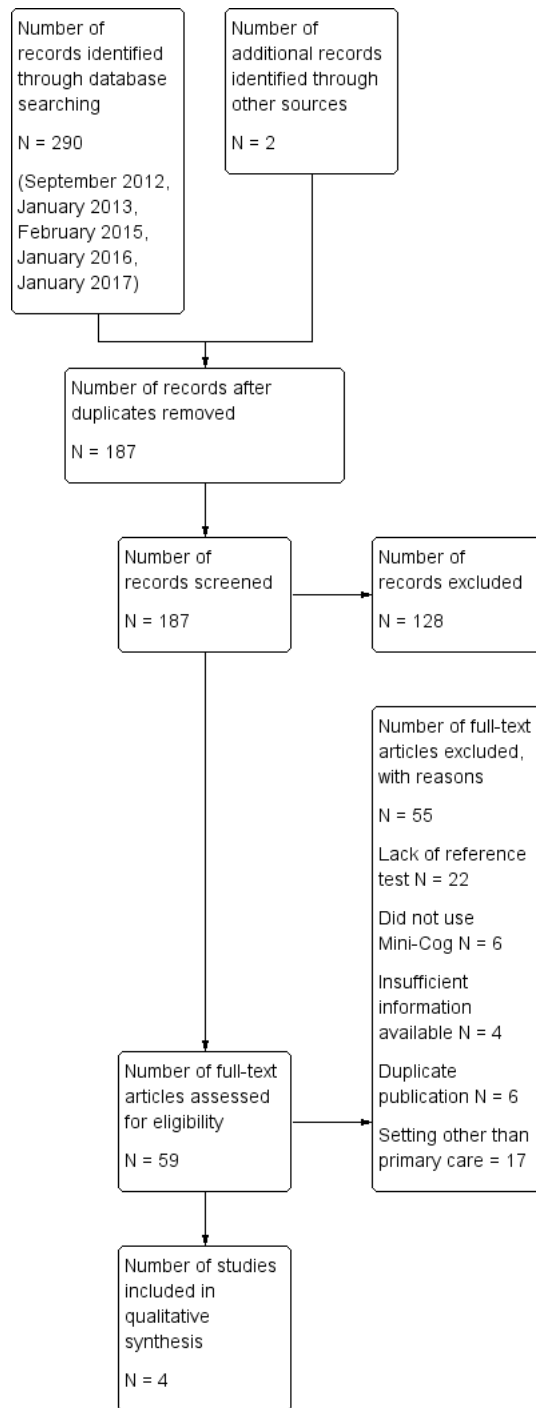 Number of
records identified
through database
searching
N = 290
(September 2012,
January 2013,
February 2015,
January 2016,
January 2017)
Number of
additional records
identified through
other sources
N = 2
Number of records after
duplicates removed
N = 187
Number of
records screened
N = 187
Number of
records excluded
N = 128
Number of full-text
articles excluded,
with reasons
N = 55
Lack of reference
test N = 22
Did not use
Mini-Cog N = 6
Insufficient
information
available N = 4
Duplicate
publication N = 6
Setting other than
primary care = 17
Number of full-text
articles assessed
for eligibility
N = 59
Number of studies
included in
qualitative
synthesis
N = 4